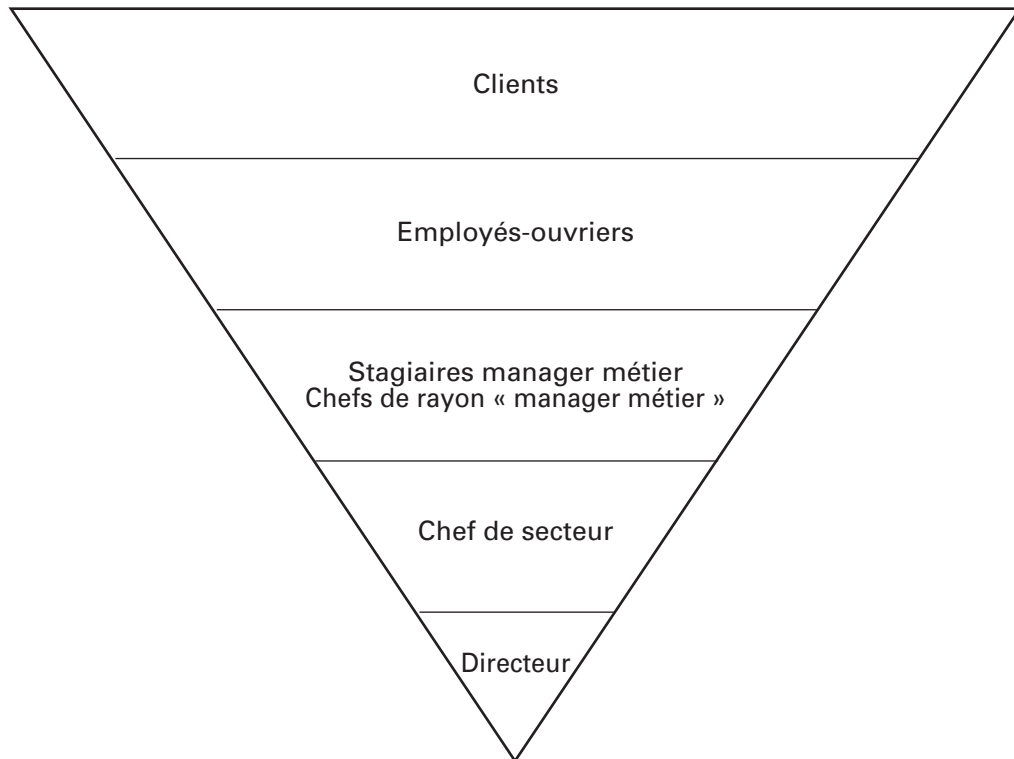 Clients
Employés-ouvriers
Stagiaires manager métier
Chefs de rayon « manager métier »
Chef de secteur
Directeur